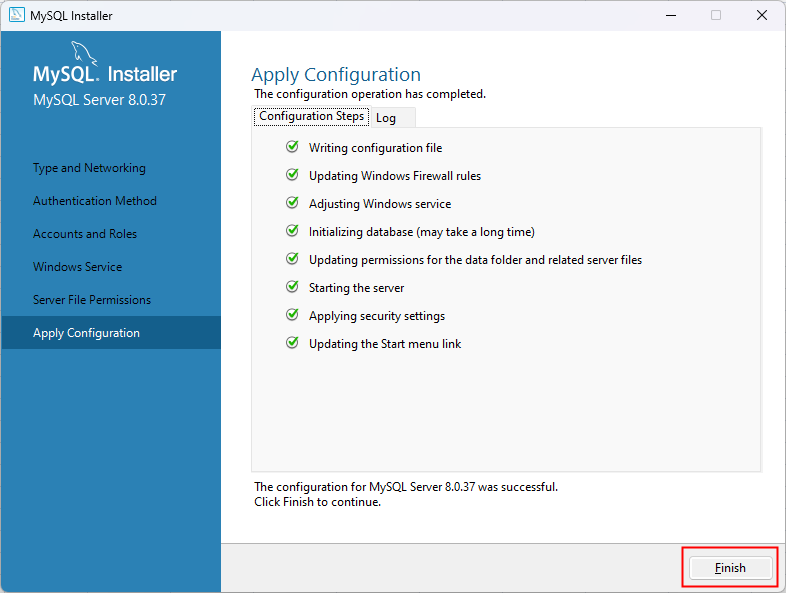 MySQL Installer
MySQL. Installer
MySQL Server 8.0.37
Type and Networking
Authentication Method
Accounts and Roles
Windows Service
Server File Permissions
Apply Configuration
Apply Configuration
The configuration operation has completed.
Configuration Steps Log
Writing configuration file
Updating Windows Firewall rules
Adjusting Windows service
Initializing database (may take a long time)
Updating permissions for the data folder and related server files
Starting the server
Applying security settings
Updating the Start menu link
The configuration for MySQL Server 8.0.37 was successful.
Click Finish to continue.
Finish